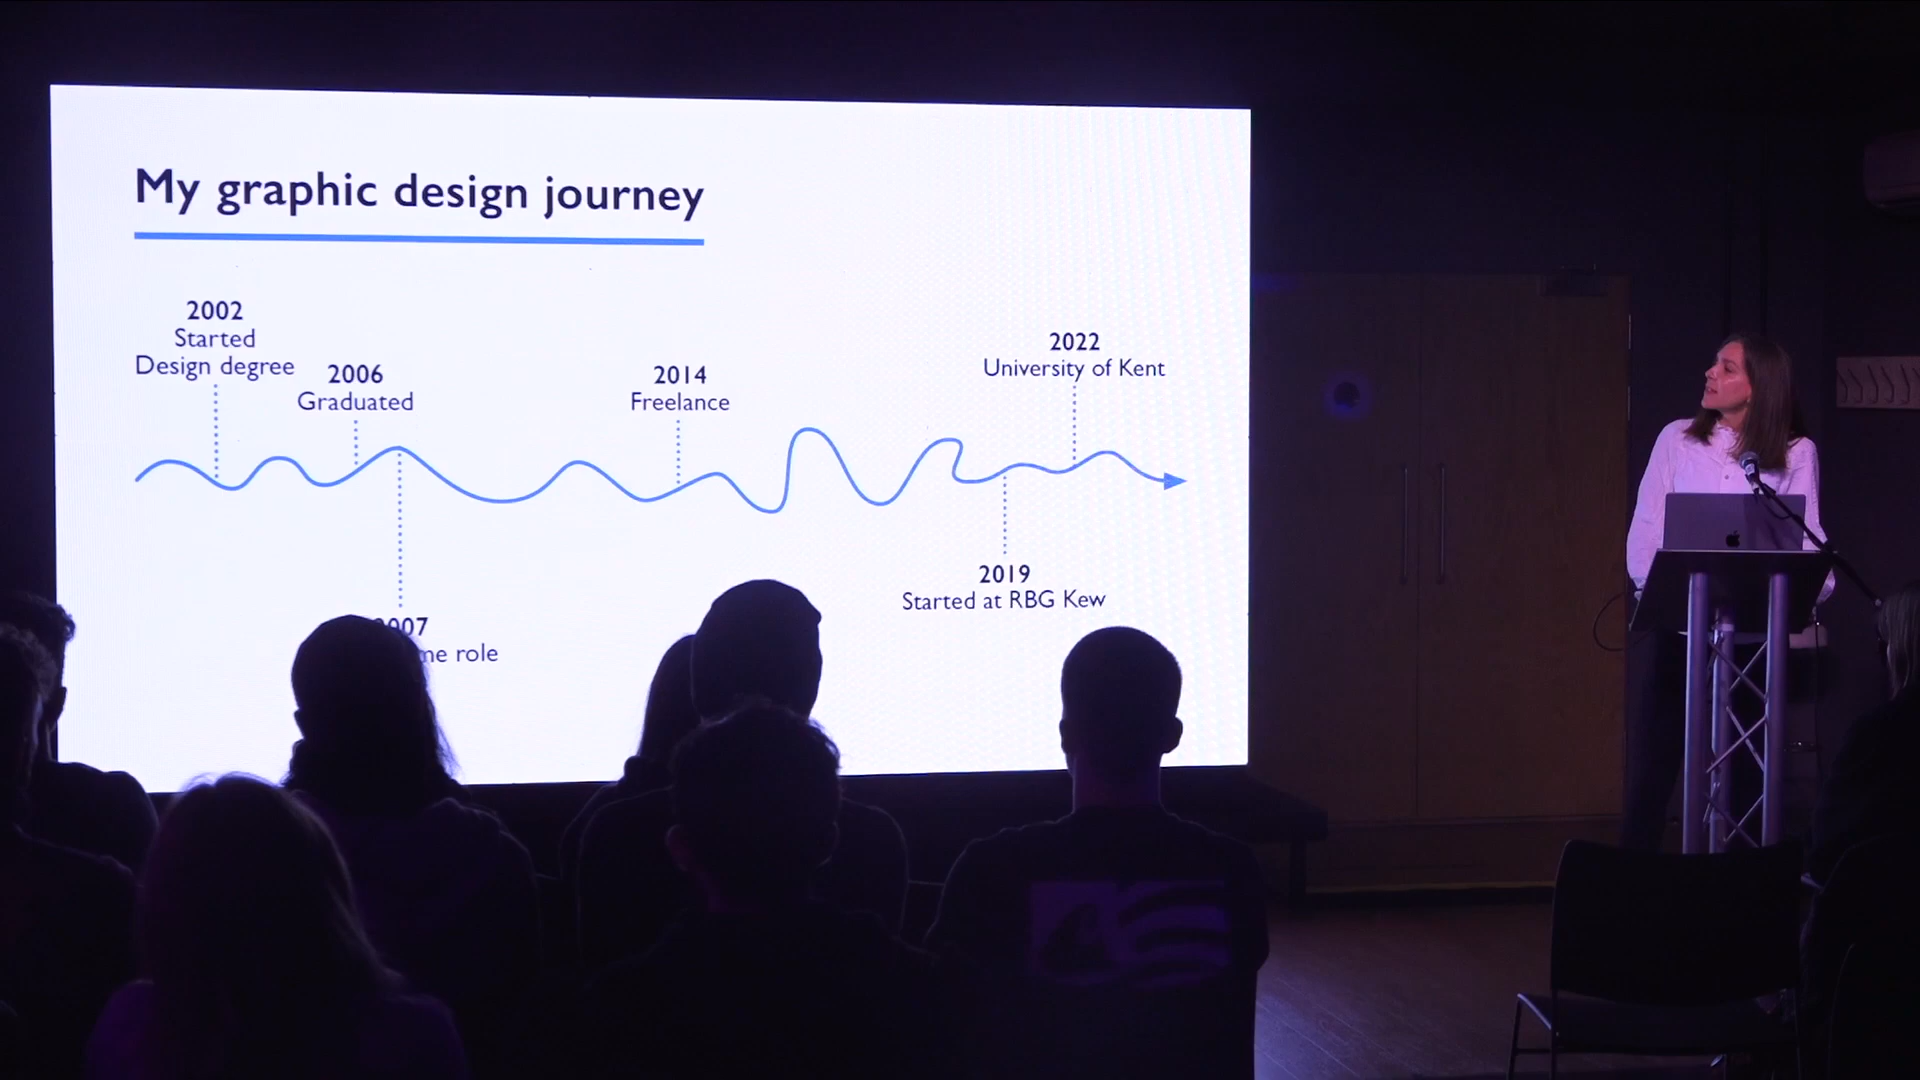 My graphic design journey
2002
Started
Design degree
2006
Graduated
2014
Freelance
2022
University of Kent
2019
Started at RBG Kew
role